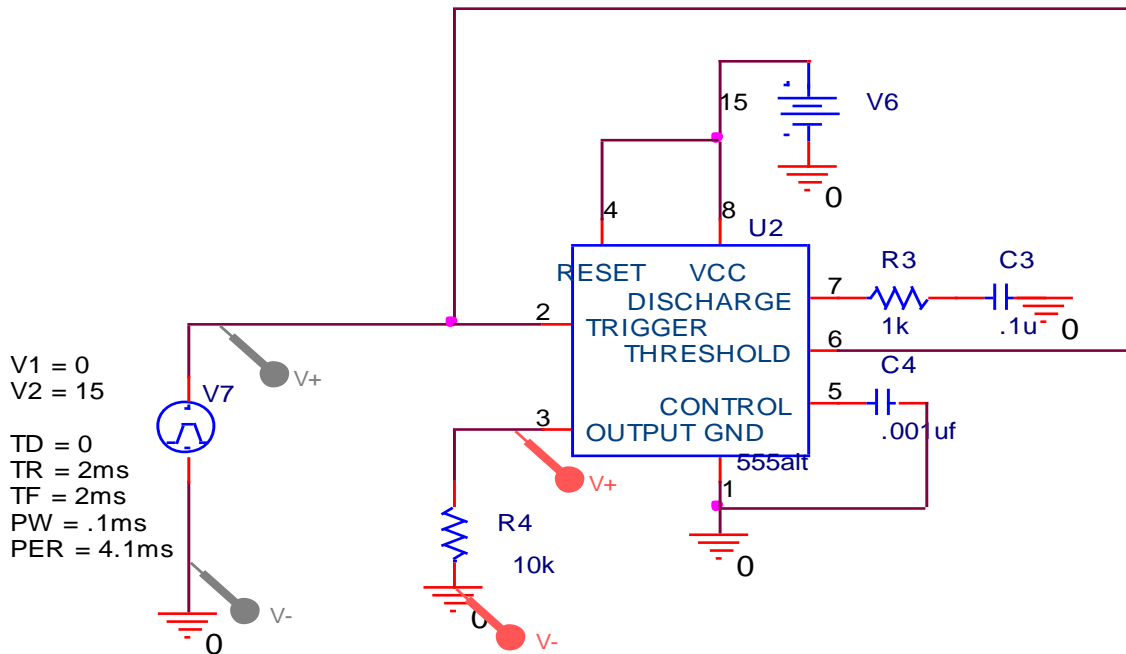 15
V6
0
4
8
U2
RESET
VCC
DISCHARGE
7
R3
C3
1k
.1u
0
2
TRIGGER
THRESHOLD
6
V1 = 0
V2 = 15
V+
V7
C4
5
CONTROL
.001uf
3
OUTPUT GND
555alt
TD = 0
TR = 2ms
TF = 2ms
PW = .1ms
PER = 4.1ms
V+
1
R4
10k
0
0
V-
0
V-